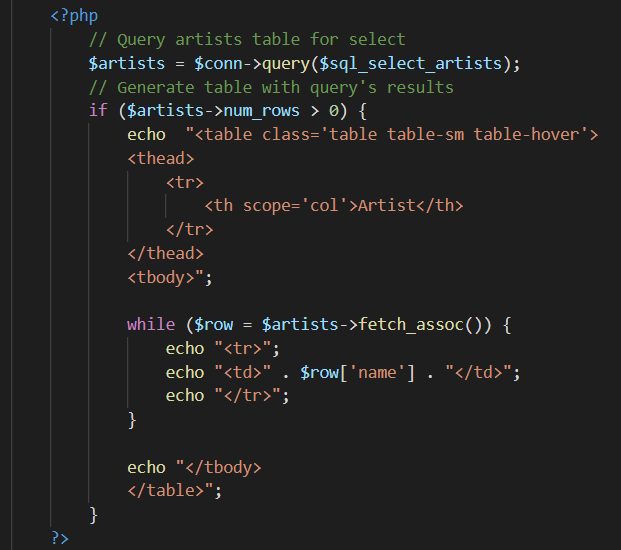 <?php
// Query artists table for select
$artists = $conn->query($sql_select_artists);
// Generate table with query's results
if ($artists->num_rows > 0) {
echo  "<table class='table table-sm table-hover'>
<thead>
<tr>
<th scope='col'>Artist</th>
</tr>
</thead>
<tbody>";
while ($row = $artists->fetch_assoc()) {
echo "<tr>";
echo "<td>" . $row['name'] . "</td>";
echo "</tr>";
}
echo "</tbody>
</table>";
}
?>